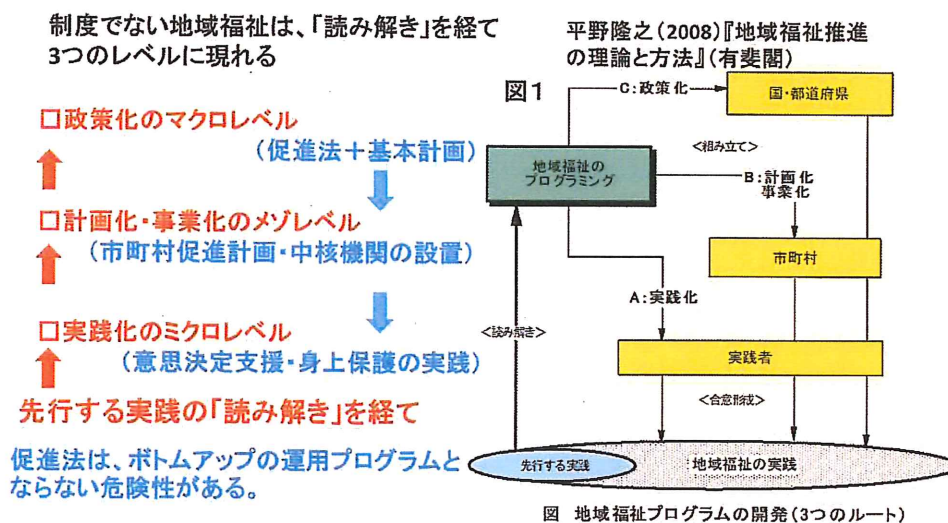 制度でない地域福祉は、「読み解き」を経て
3つのレベルに現れる
□政策化のマクロレベル
(促進法+基本計画)
□計画化・事業化のメゾレベル
(市町村促進計画・中核機関の設置)
□実践化のミクロレベル
(意思決定支援・身上保護の実践)
先行する実践の「読み解き」を経て
促進法は、ボトムアップの運用プログラムと
ならない危険性がある。
平野隆之(2008)『地域福祉推進
の理論と方法』(有斐閣)
図1
C:政策化
国・都道府県
<組み立て>
地域福祉の
プログラミング
B:計画化
事業化
市町村
A:実践化
<読み解き>
実践者
<合意形成>
先行する実践
地域福祉の実践
図 地域福祉プログラムの開発(3つのルート)